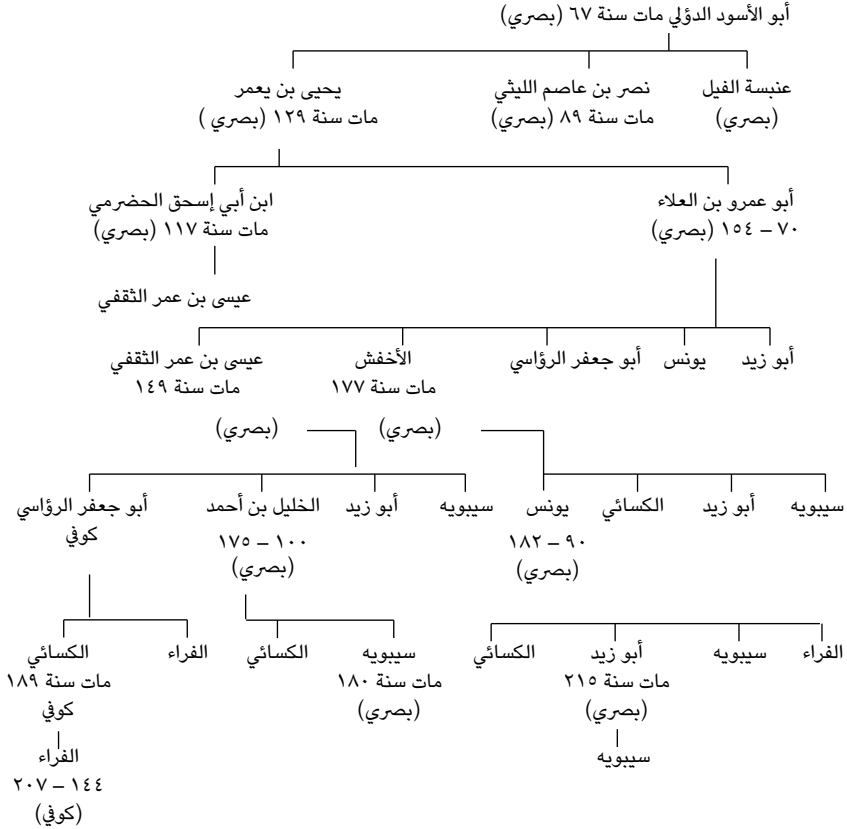 أبو الأسود الدؤلي مات سنة ٦٧ (بصري)
عنبسة الفيل
(بصري)
نصر بن عاصم الليثي
مات سنة ٨٩ (بصري)
يحيى بن يعمر
مات سنة ١٢٩ (بصري )
أبو عمرو بن العلاء
٧٠ – ١٥٤ (بصري)
ابن أبي إسحق الحضرمي
مات سنة ١١٧ (بصري)
عيسى بن عمر الثقفي
أبو زيد
يونس
أبو جعفر الرؤاسي
الأخفش
مات سنة ١٧٧
(بصري)
عيسى بن عمر الثقفي
مات سنة ١٤٩
(بصري)
سيبويه
أبو زيد
الكسائي
يونس
٩٠ – ١٨٢
(بصري)
سيبويه
أبو زيد
الخليل بن أحمد
١٠٠ – ١٧٥
(بصري)
أبو جعفر الرؤاسي
كوفي
الفراء
سيبويه
أبو زيد
مات سنة ٢١٥
(بصري)
سيبويه
الكسائي
سيبويه
مات سنة ١٨٠
(بصري)
الكسائي
الفراء
الكسائي
مات سنة ١٨٩
كوفي
الفراء
١٤٤ – ٢٠٧
(كوفي)